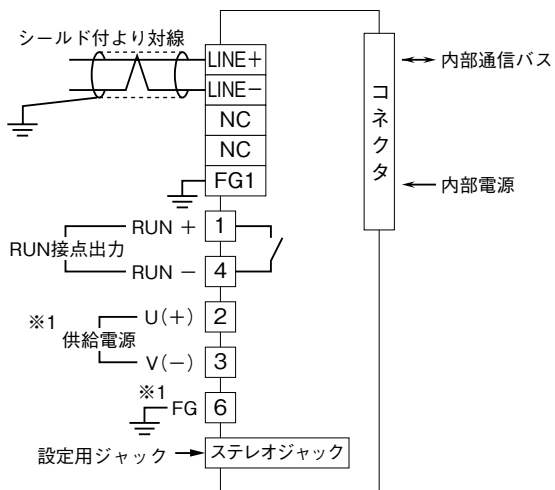 シールド付より対線
LINE+
LINE−
NC
NC
FG1
コネクタ
内部通信バス
内部電源
RUN接点出力
RUN + 1
RUN − 4
※1
供給電源
U(+) 2
V(−) 3
※1
FG 6
設定用ジャック
ステレオジャック